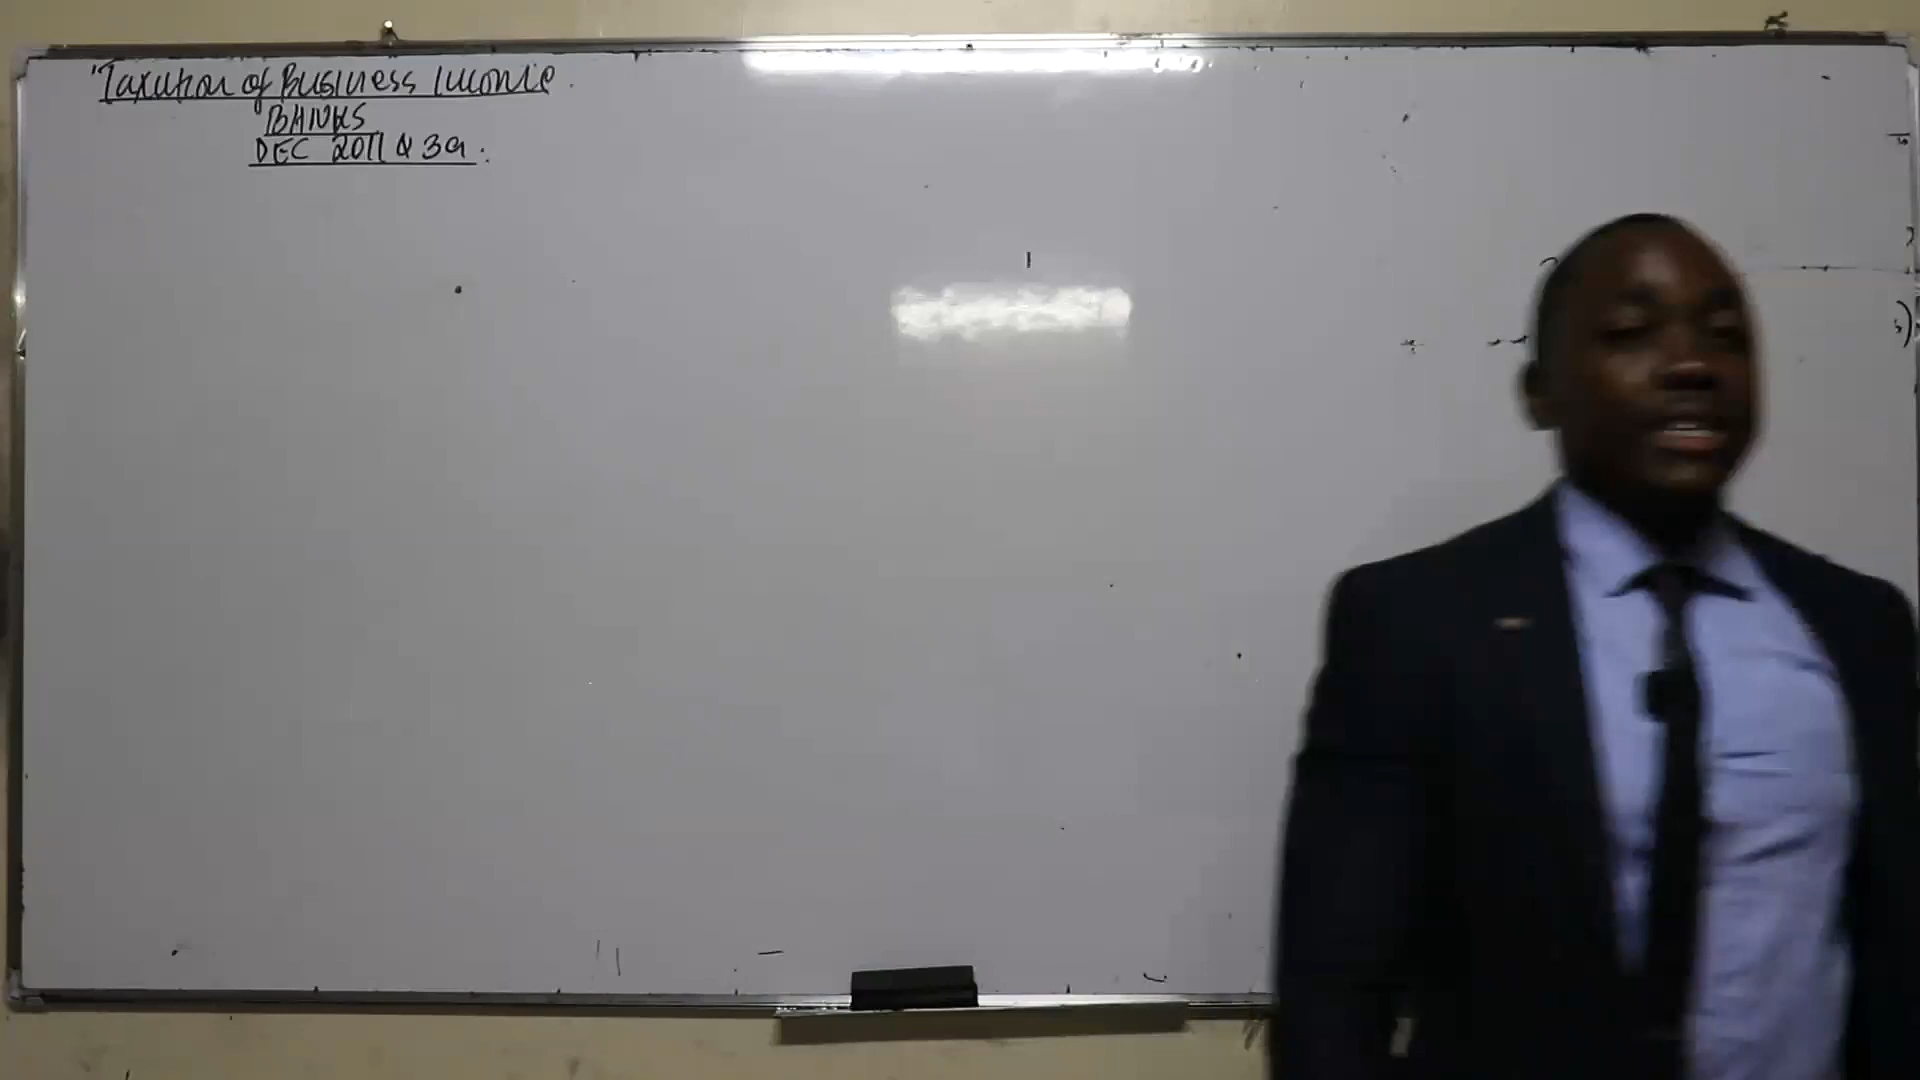 Taxation of Business Income.
BANKS
DEC 2011 Q 3a.